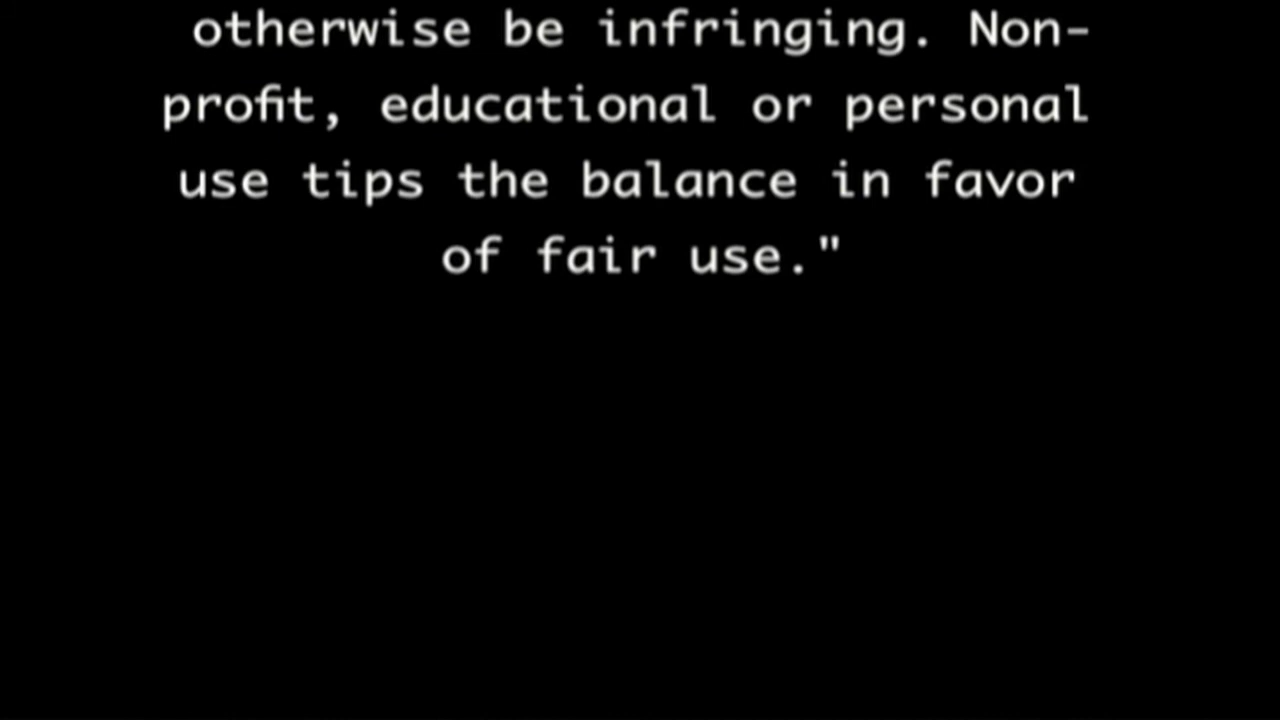 otherwise be infringing. Non-
profit, educational or personal
use tips the balance in favor
of fair use."